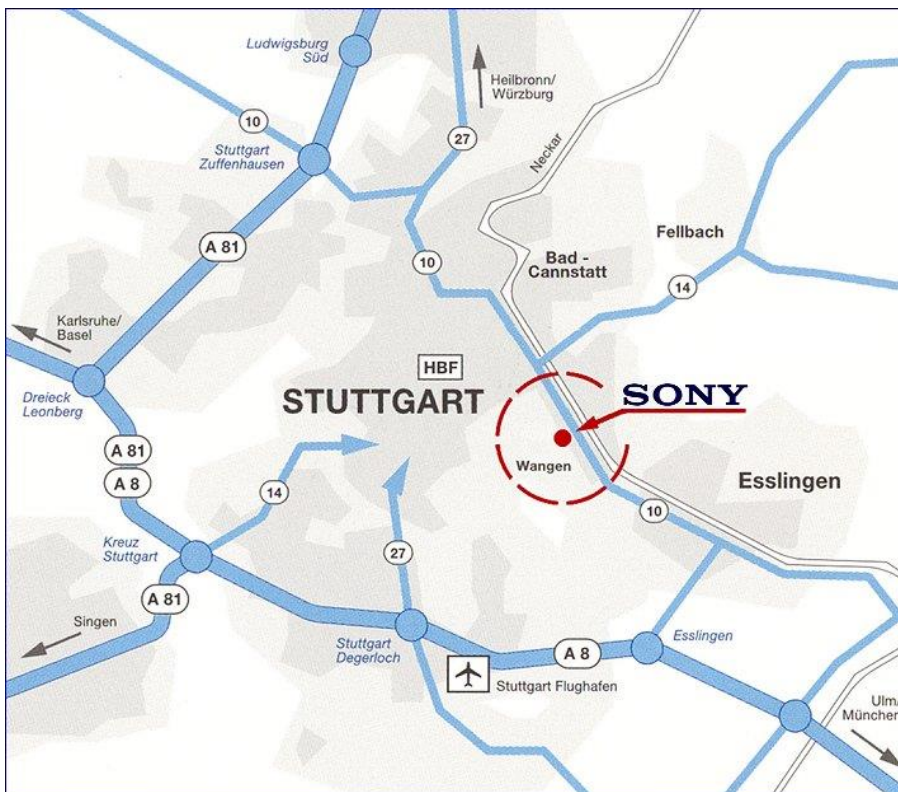 Ludwigsburg
Süd
Heilbronn/
Würzburg
10
27
Stuttgart
Zuffenhausen
Neckar
A 81
Fellbach
10
Bad -
Cannstatt
14
Karlsruhe/
Basel
HBF
Dreieck
Leonberg
STUTTGART
SONY
A 81
A 8
Wangen
14
Esslingen
10
Kreuz
Stuttgart
27
A 81
Singen
Stuttgart
Degerloch
A 8
Esslingen
Stuttgart Flughafen
Ulm/
München